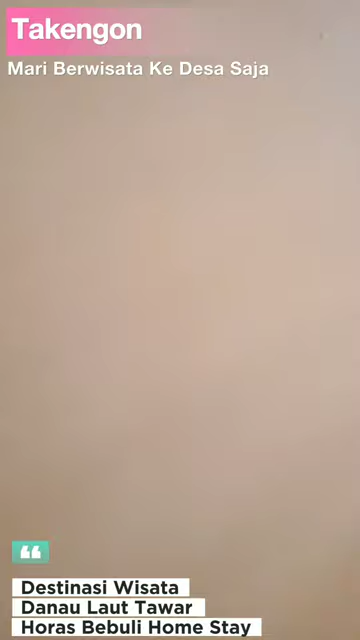 Takengon
Mari Berwisata Ke Desa Saja
Destinasi Wisata
Danau Laut Tawar
Horas Bebuli Home Stay